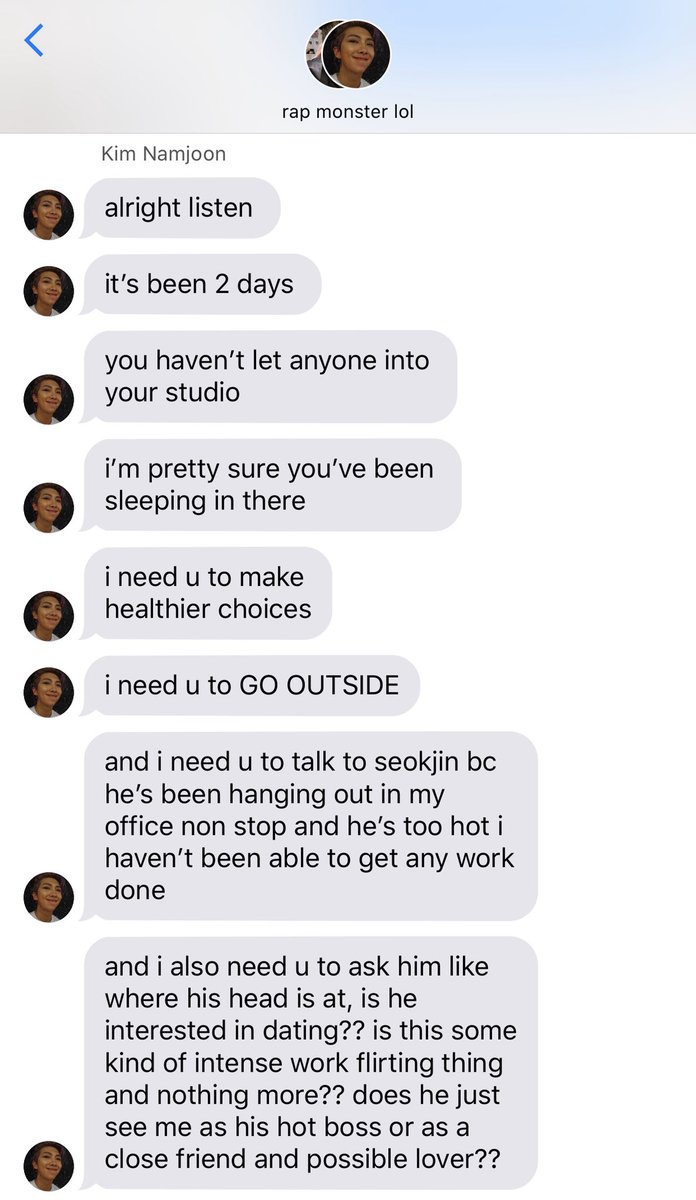 rap monster lol
Kim Namjoon
alright listen
it’s been 2 days
you haven’t let anyone into
your studio
i’m pretty sure you’ve been
sleeping in there
i need u to make
healthier choices
i need u to GO OUTSIDE
and i need u to talk to seokjin bc
he’s been hanging out in my
office non stop and he’s too hot i
haven’t been able to get any work
done
and i also need u to ask him like
where his head is at, is he
interested in dating?? is this some
kind of intense work flirting thing
and nothing more?? does he just
see me as his hot boss or as a
close friend and possible lover??